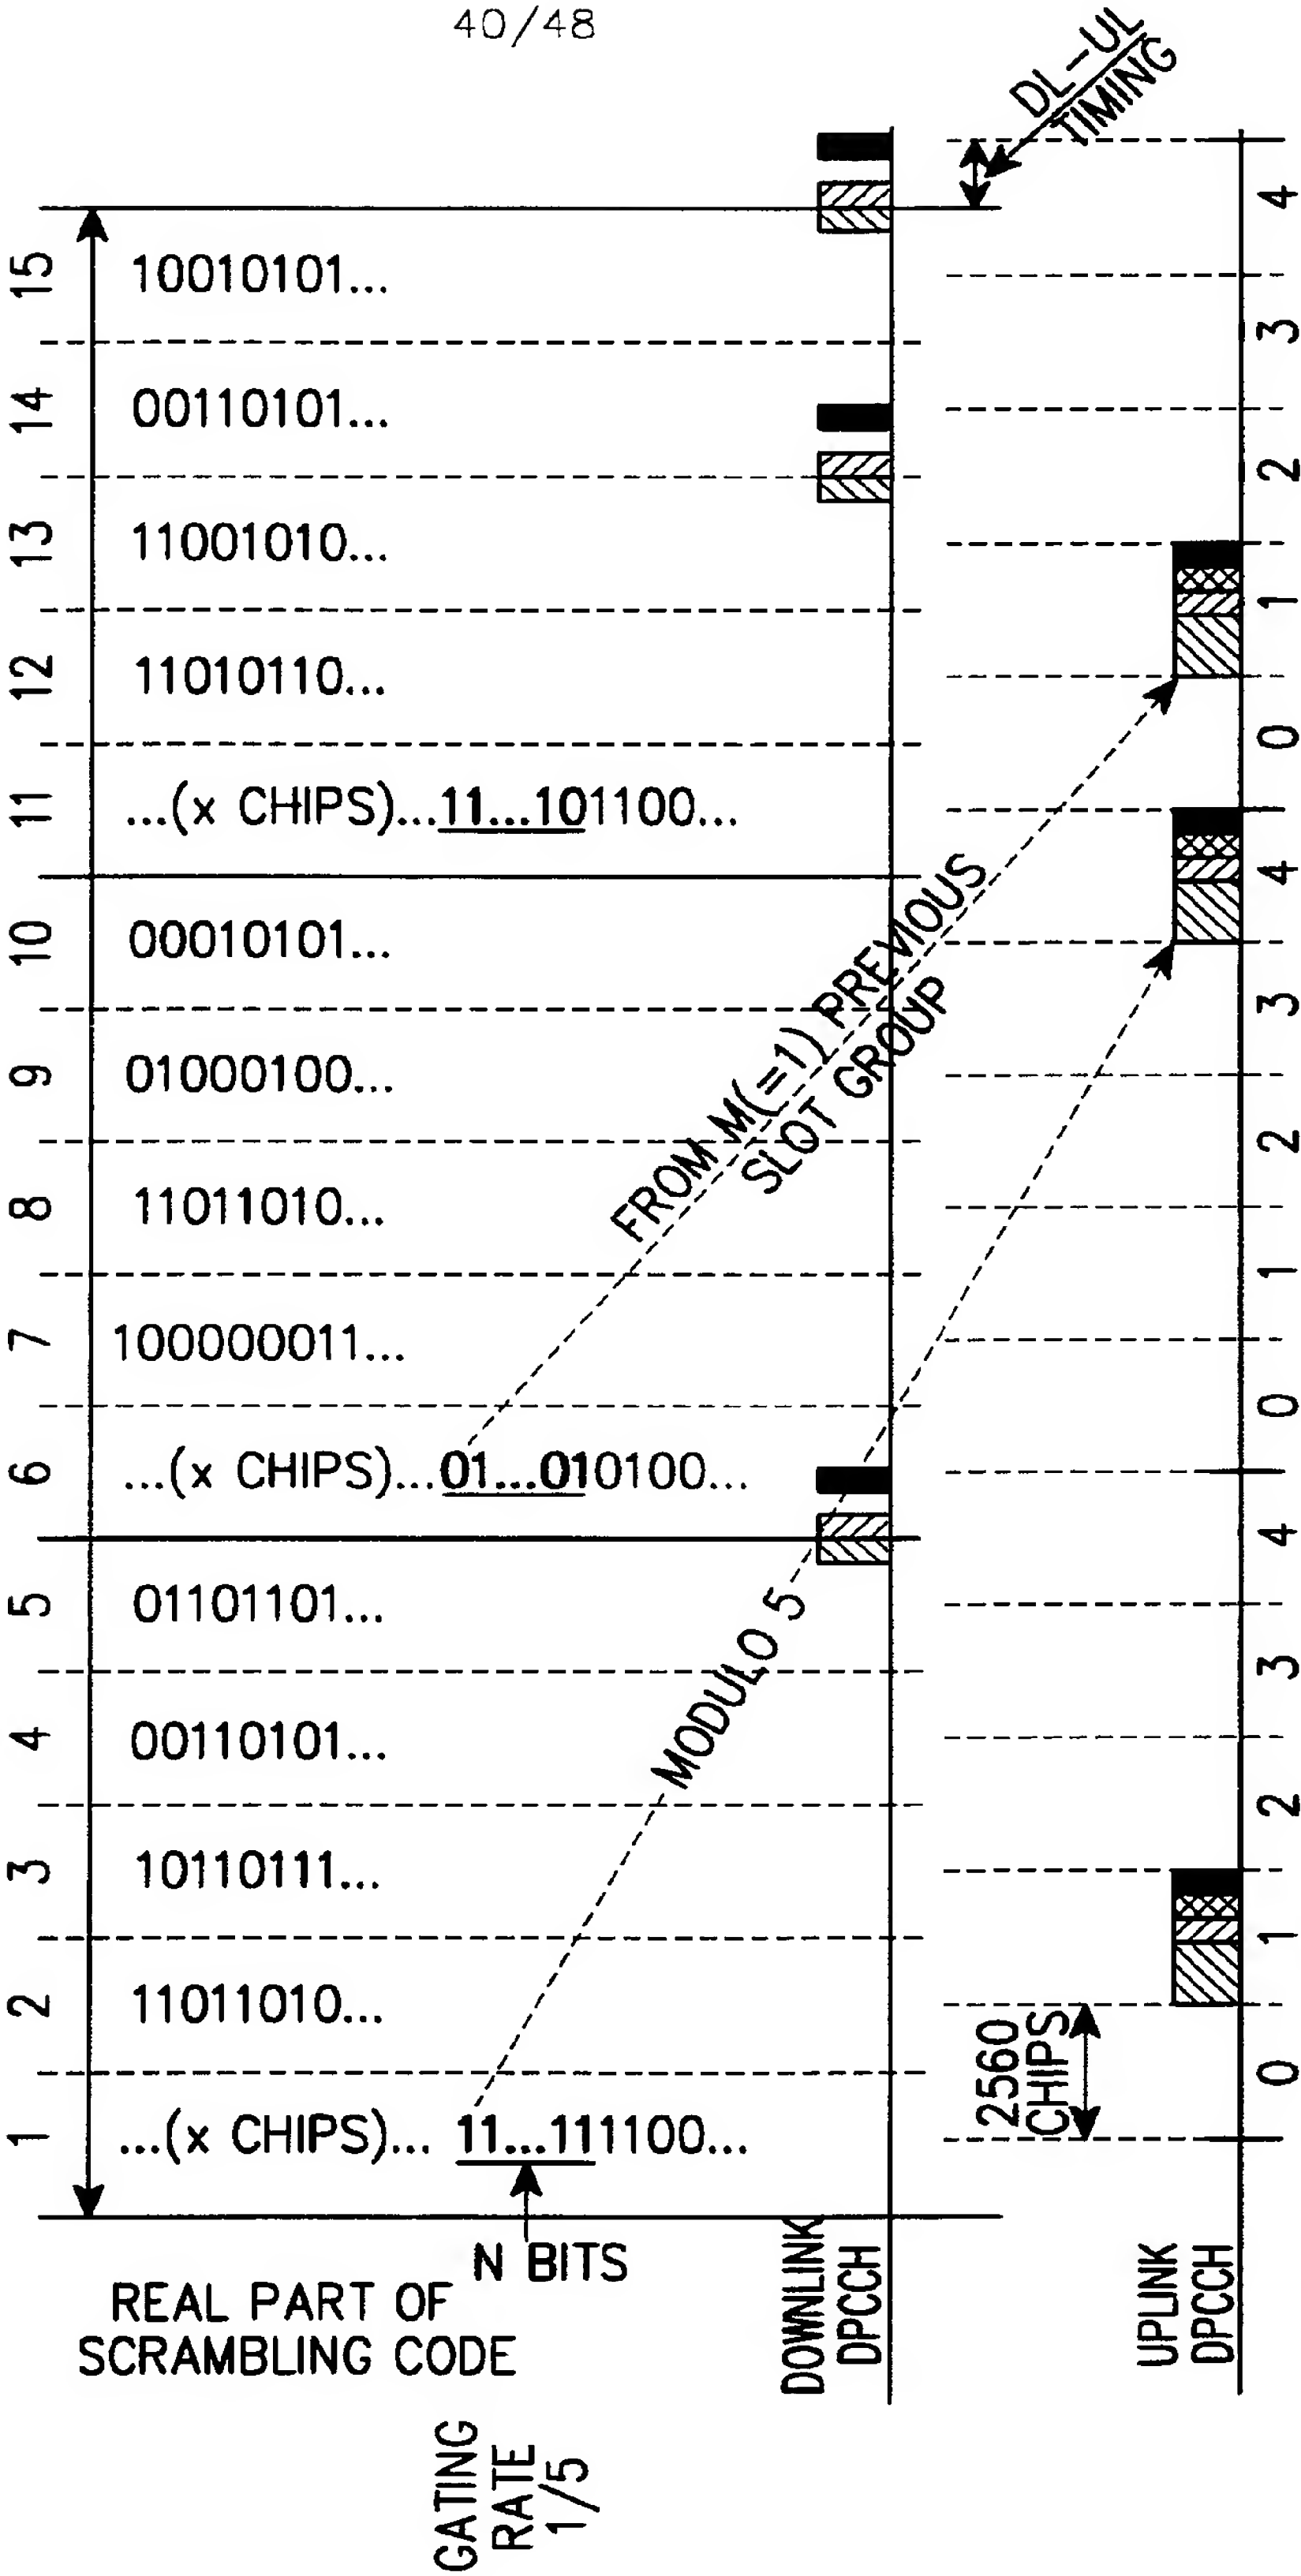 40/48
DL-UL
TIMING
15
10010101...
4
14
00110101...
3
13
11001010...
2
12
11010110...
1
11
...(x CHIPS)...11...101100...
0
10
00010101...
4
9
01000100...
3
8
11011010...
2
7
100000011...
1
6
...(x CHIPS)...01...010100...
0
5
01101101...
4
4
00110101...
3
3
10110111...
2
2
11011010...
1
1
...(x CHIPS)... 11...111100...
0
FROM M(=1) PREVIOUS
SLOT GROUP
MODULO 5
2560
CHIPS
N BITS
REAL PART OF
SCRAMBLING CODE
DOWNLINK
DPCCH
UPLINK
DPCCH
GATING
RATE
1/5